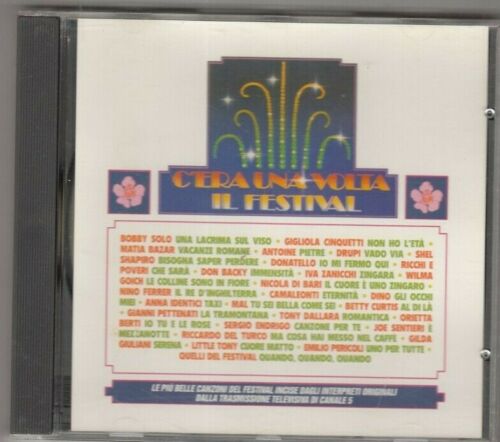 C'ERA UNA VOLTA
IL FESTIVAL
BOBBY SOLO UNA LACRIMA SUL VISO • GIGLIOLA CINQUETTI NON HO L'ETÀ •
MATIA BAZAR VACANZE ROMANE • ANTOINE PIETRE • DRUPI VADO VIA • SHEL
SHAPIRO BISOGNA SAPER PERDERE • DONATELLO IO MI FERMO QUI • RICCHI E
POVERI CHE SARÀ • DON BACKY IMMENSITÀ • IVA ZANICCHI ZINGARA • WILMA
GOICH LE COLLINE SONO IN FIORE • NICOLA DI BARI IL CUORE È UNO ZINGARO •
NINO FERRER IL RE D'INGHILTERRA • CAMALEONTI ETERNITÀ • DINO GLI OCCHI
MIEI • ANNA IDENTICI TAXI • MAL TU SEI BELLA COME SEI • BETTY CURTIS AL DI LÀ
• GIANNI PETTENATI LA TRAMONTANA • TONY DALLARA ROMANTICA • ORIETTA
BERTI IO TU E LE ROSE • SERGIO ENDRIGO CANZONE PER TE • JOE SENTIERI È
MEZZANOTTE • RICCARDO DEL TURCO MA COSA HAI MESSO NEL CAFFÈ • GILDA
GIULIANI SERENA • LITTLE TONY CUORE MATTO • EMILIO PERICOLI UNO PER TUTTE •
QUELLI DEL FESTIVAL QUANDO, QUANDO, QUANDO
LE PIÙ BELLE CANZONI DEL FESTIVAL INCISE DAGLI INTERPRETI ORIGINALI
DALLA TRASMISSIONE TELEVISIVA DI CANALE 5